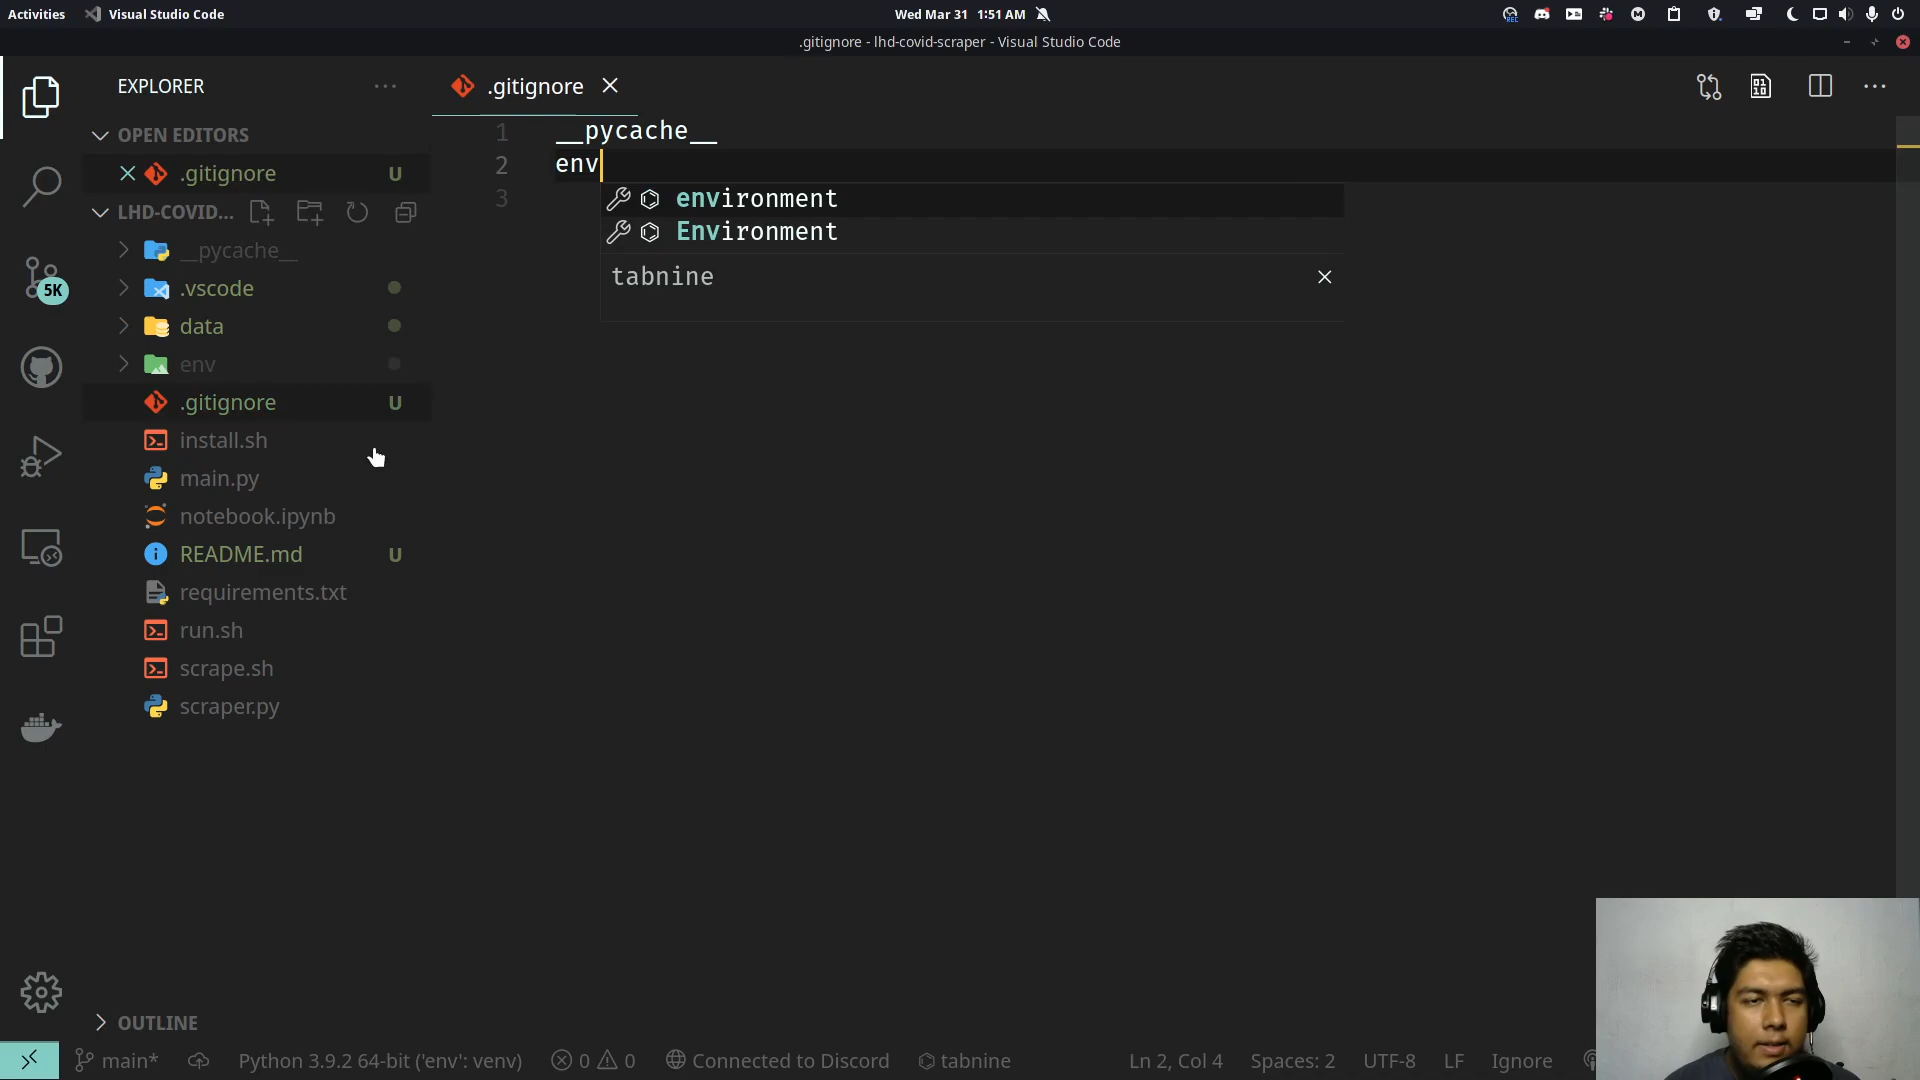 Activities
Visual Studio Code
Wed Mar 31 1:51 AM
.gitignore - lhd-covid-scraper - Visual Studio Code
EXPLORER
OPEN EDITORS
.gitignore U
LHD-COVID...
__pycache__
.vscode
data
env
.gitignore U
install.sh
main.py
notebook.ipynb
README.md U
requirements.txt
run.sh
scrape.sh
scraper.py
OUTLINE
5K
.gitignore
1 __pycache__
2 env
3
environment
Environment
tabnine
main*
Python 3.9.2 64-bit ('env': venv)
0
0
Connected to Discord
tabnine
Ln 2, Col 4
Spaces: 2
UTF-8
LF
Ignore